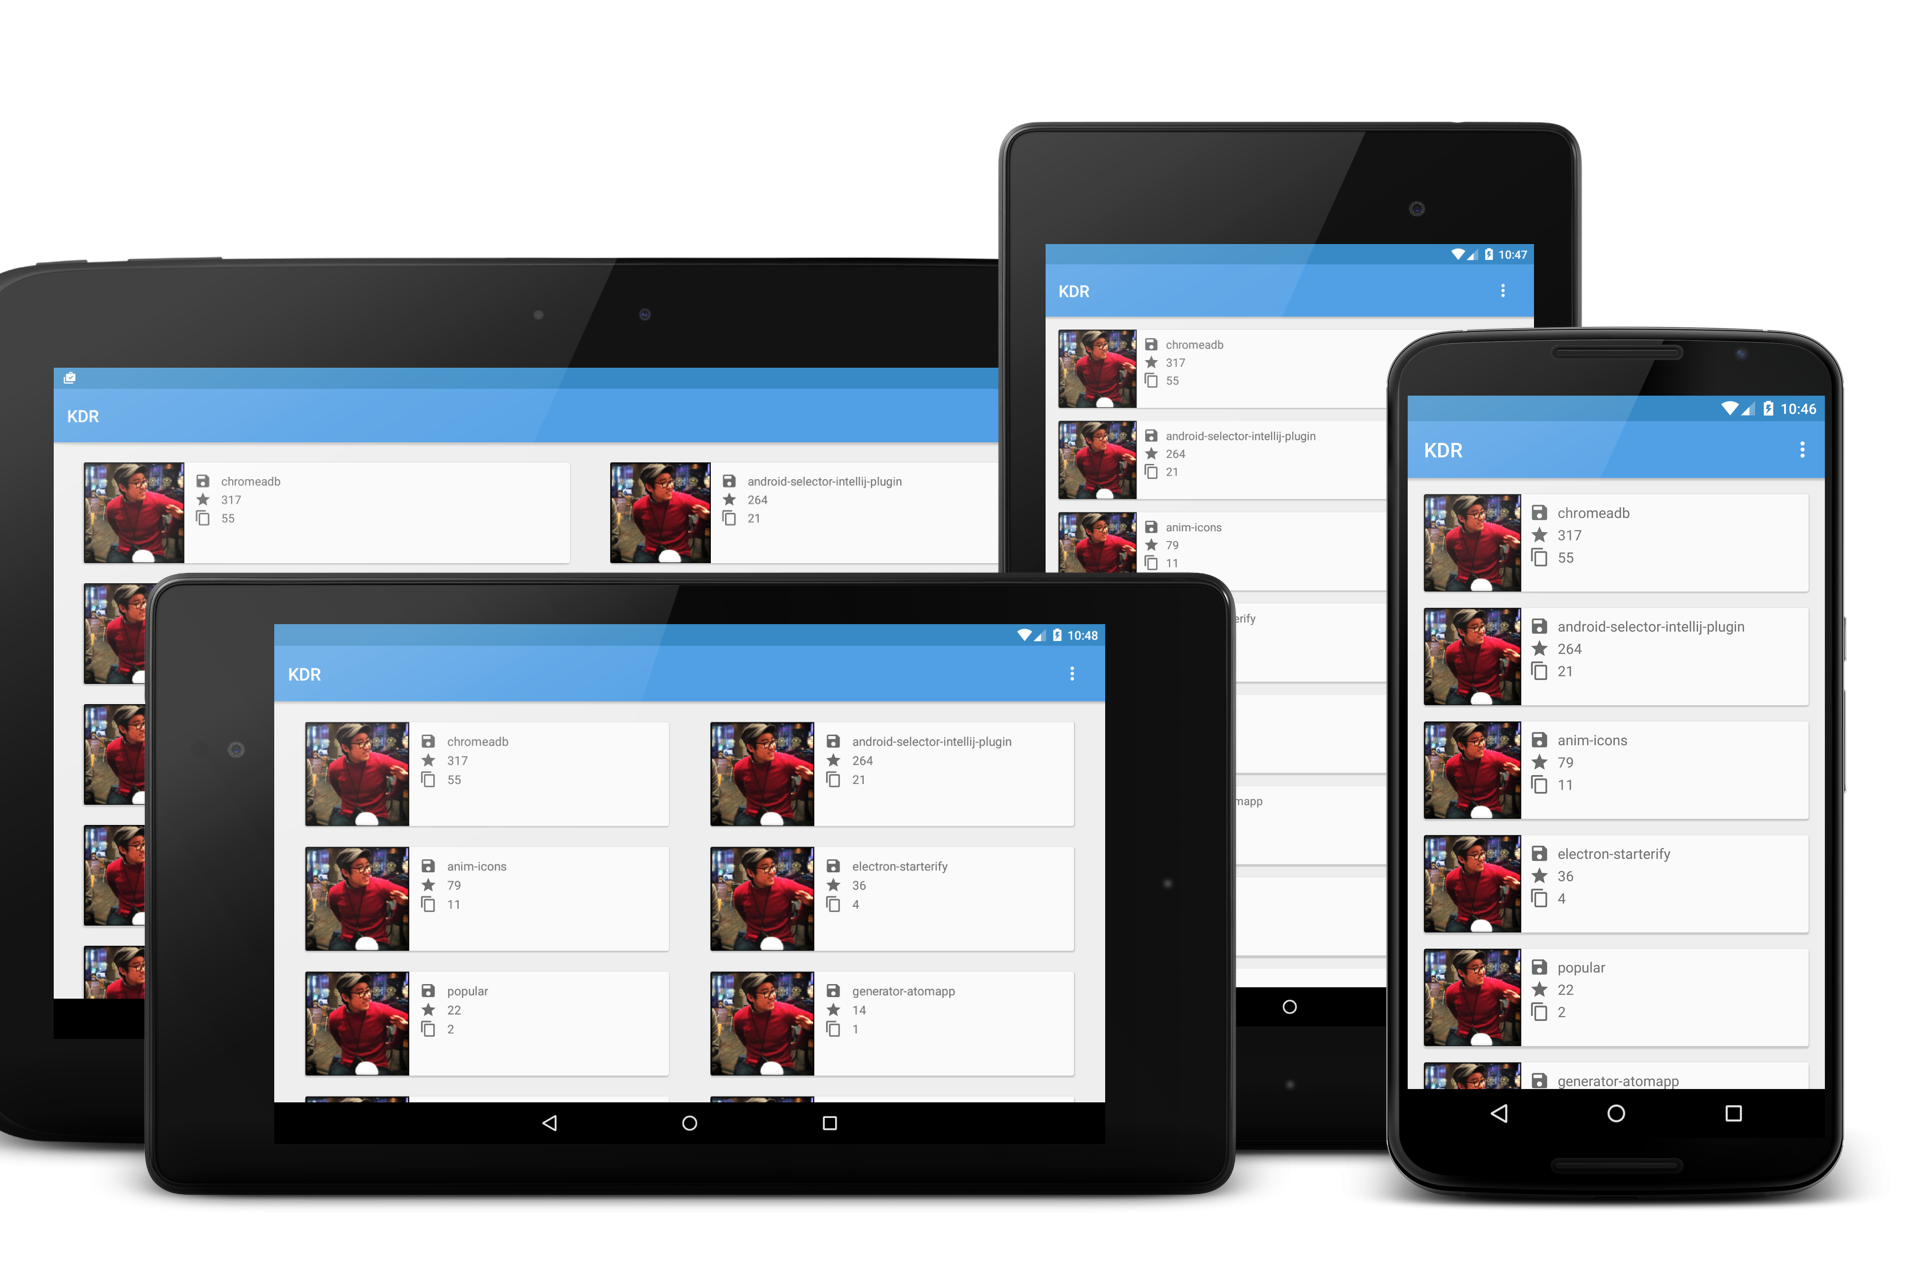 KDR
chromeadb
317
55
android-selector-intellij-plugin
264
21
10:47
KDR
chromeadb
317
55
android-selector-intellij-plugin
264
21
anim-icons
79
11
10:48
KDR
chromeadb
317
55
android-selector-intellij-plugin
264
21
anim-icons
79
11
electron-starterify
36
4
popular
22
2
generator-atomapp
14
1
10:46
KDR
chromeadb
317
55
android-selector-intellij-plugin
264
21
anim-icons
79
11
electron-starterify
36
4
popular
22
2
generator-atomapp